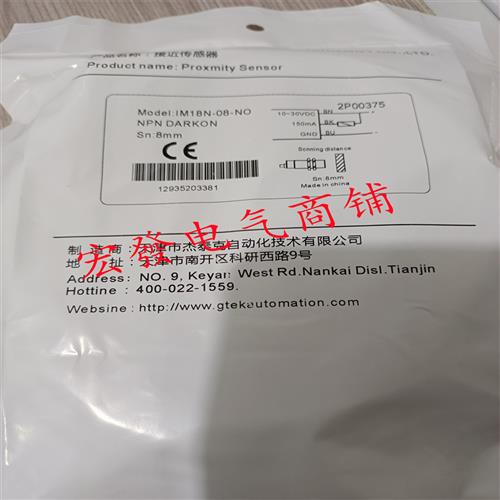 产品名称：接近传感器
Product name: Proxmity Sensor
Model:IM18N-08-NO
NPN DARKON
Sn:8mm
CE
12935203381
2P00375
10~30VDC
BN
150mA
BK
GND
BU
Scnning distance
Sn:8mm
Made in china
宏發电气商铺
制 造 商：天津市杰泰克自动化技术有限公司
地 址：天津市南开区科研西路9号
Address: NO. 9, Keyan West Rd.Nankai Disl.Tianjin
Hottine : 400-022-1559.
Websine : http://www.gtekautomation.com/